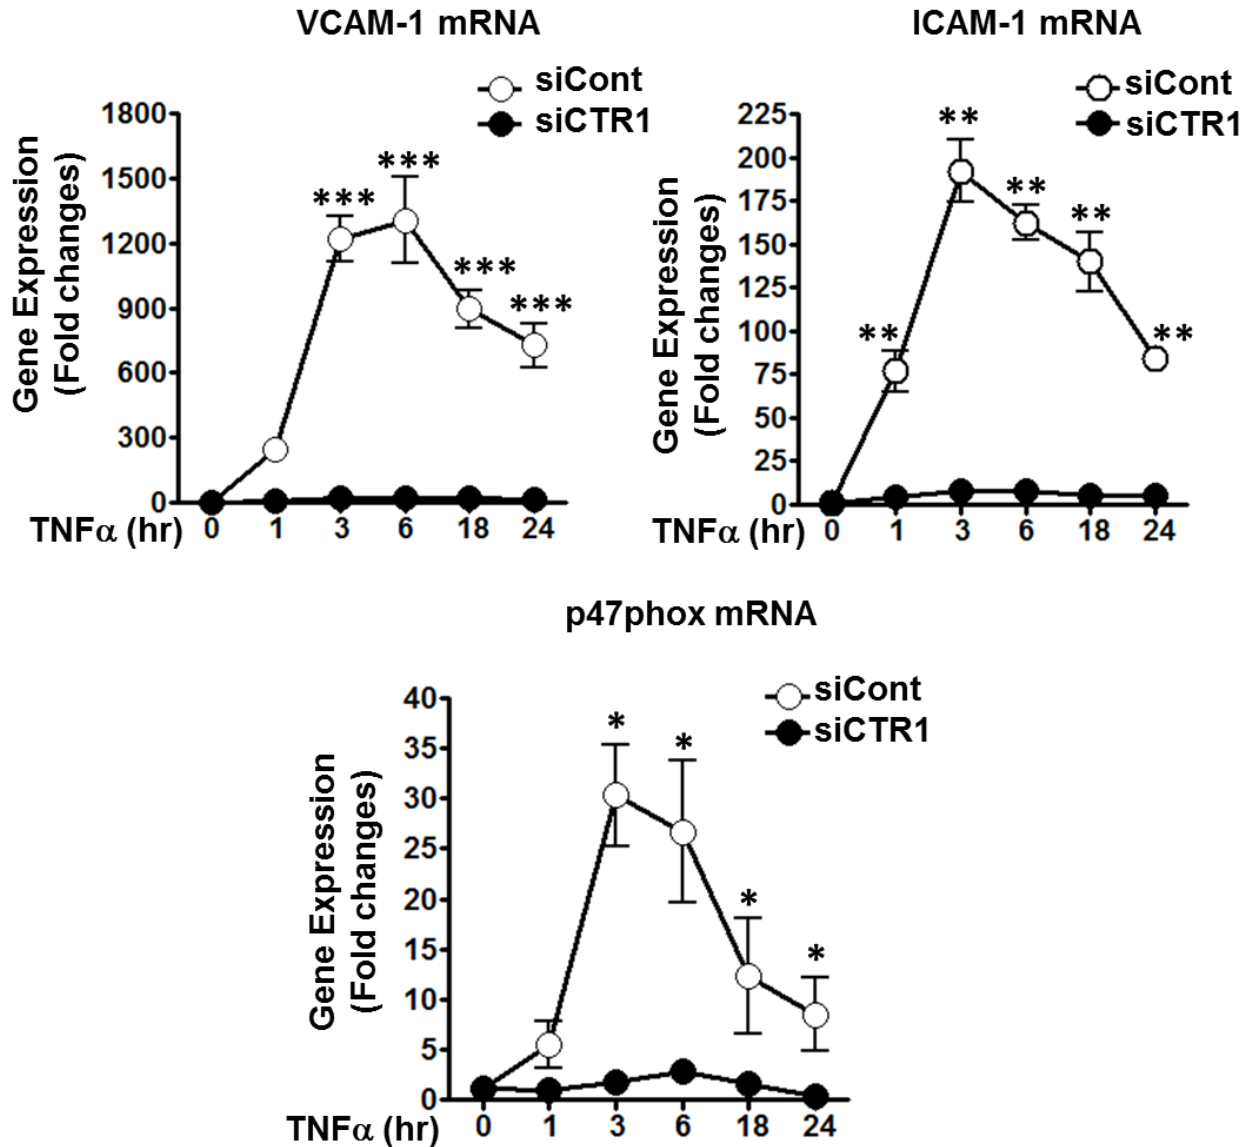 VCAM-1 mRNA
siCont
siCTR1
Gene Expression
(Fold changes)
1800
1500
1200
900
600
300
0
***
***
***
***
0 1 3 6 18 24
TNFα (hr)
ICAM-1 mRNA
siCont
siCTR1
Gene Expression
(Fold changes)
225
200
175
150
125
100
75
50
25
0
**
**
**
**
**
0 1 3 6 18 24
TNFα (hr)
p47phox mRNA
siCont
siCTR1
Gene Expression
(Fold changes)
40
35
30
25
20
15
10
5
0
*
*
*
*
0 1 3 6 18 24
TNFα (hr)